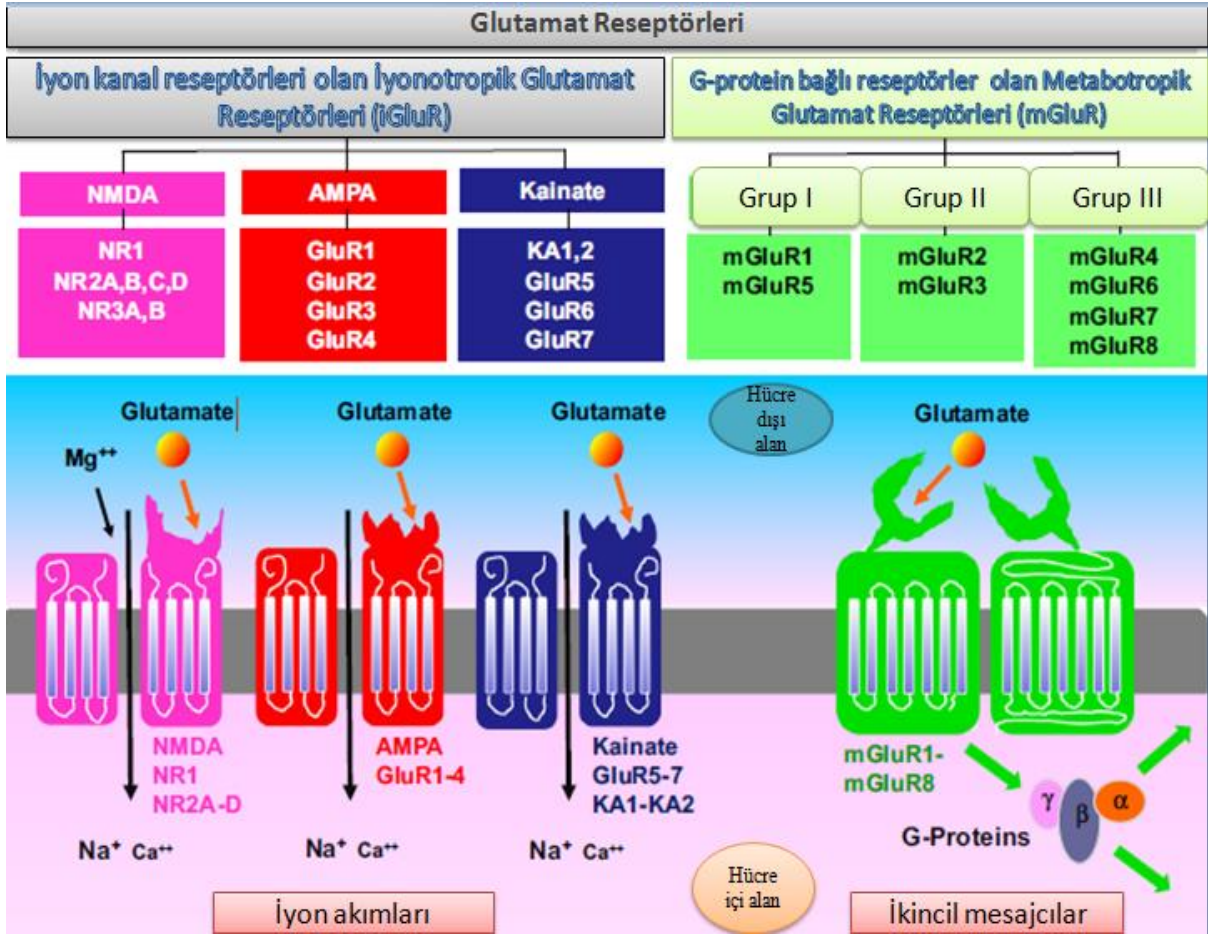 Glutamat Reseptörleri
İyon kanal reseptörleri olan İyonotropik Glutamat
Reseptörleri (iGluR)
G-protein bağlı reseptörler olan Metabotropik
Glutamat Reseptörleri (mGluR)
NMDA
AMPA
Kainate
Grup I
Grup II
Grup III
NR1
NR2A,B,C,D
NR3A,B
GluR1
GluR2
GluR3
GluR4
KA1,2
GluR5
GluR6
GluR7
mGluR1
mGluR5
mGluR2
mGluR3
mGluR4
mGluR6
mGluR7
mGluR8
Glutamate
Mg⁺⁺
Glutamate
Glutamate
Hücre
dışı
alan
Glutamate
NMDA
NR1
NR2A-D
AMPA
GluR1-4
Kainate
GluR5-7
KA1-KA2
mGluR1-
mGluR8
γ
β
α
G-Proteins
Na⁺ Ca⁺⁺
Na⁺ Ca⁺⁺
Na⁺ Ca⁺⁺
Hücre
içi alan
İyon akımları
İkincil mesajcılar